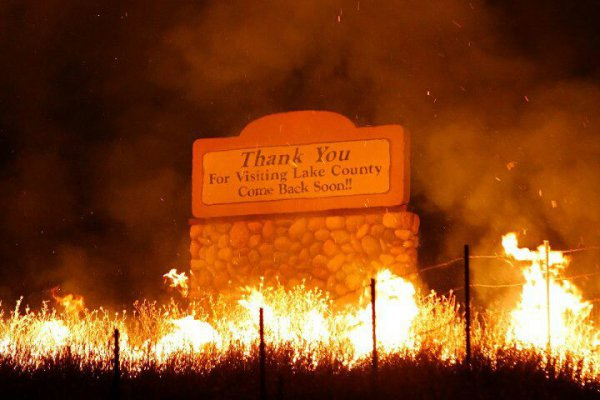 Thank You
For Visiting Lake County
Come Back Soon!!